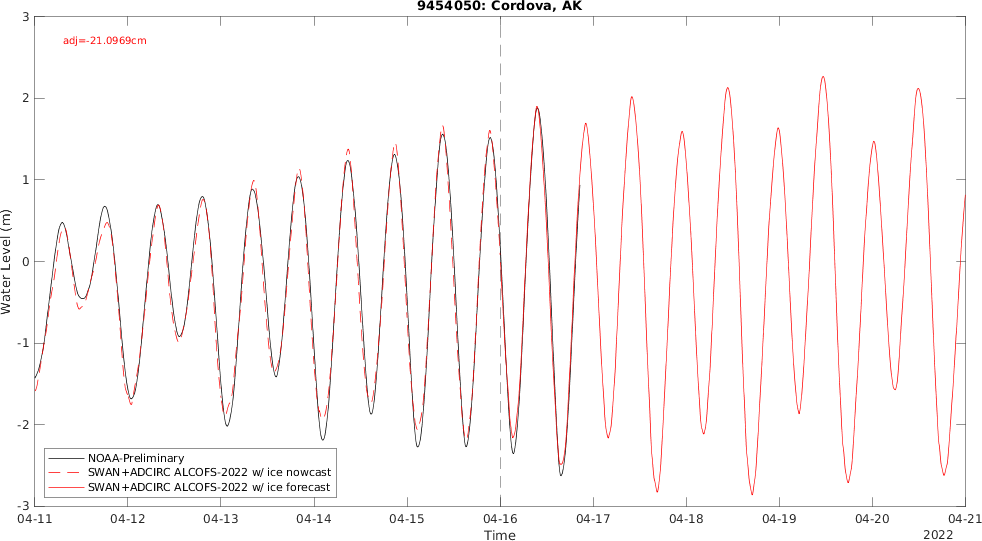 9454050: Cordova, AK
adj=-21.0969cm
3
2
1
0
-1
-2
-3
Water Level (m)
NOAA-Preliminary
SWAN+ADCIRC ALCOFS-2022 w/ ice nowcast
SWAN+ADCIRC ALCOFS-2022 w/ ice forecast
04-11 04-12 04-13 04-14 04-15 04-16 04-17 04-18 04-19 04-20 04-21
Time
2022